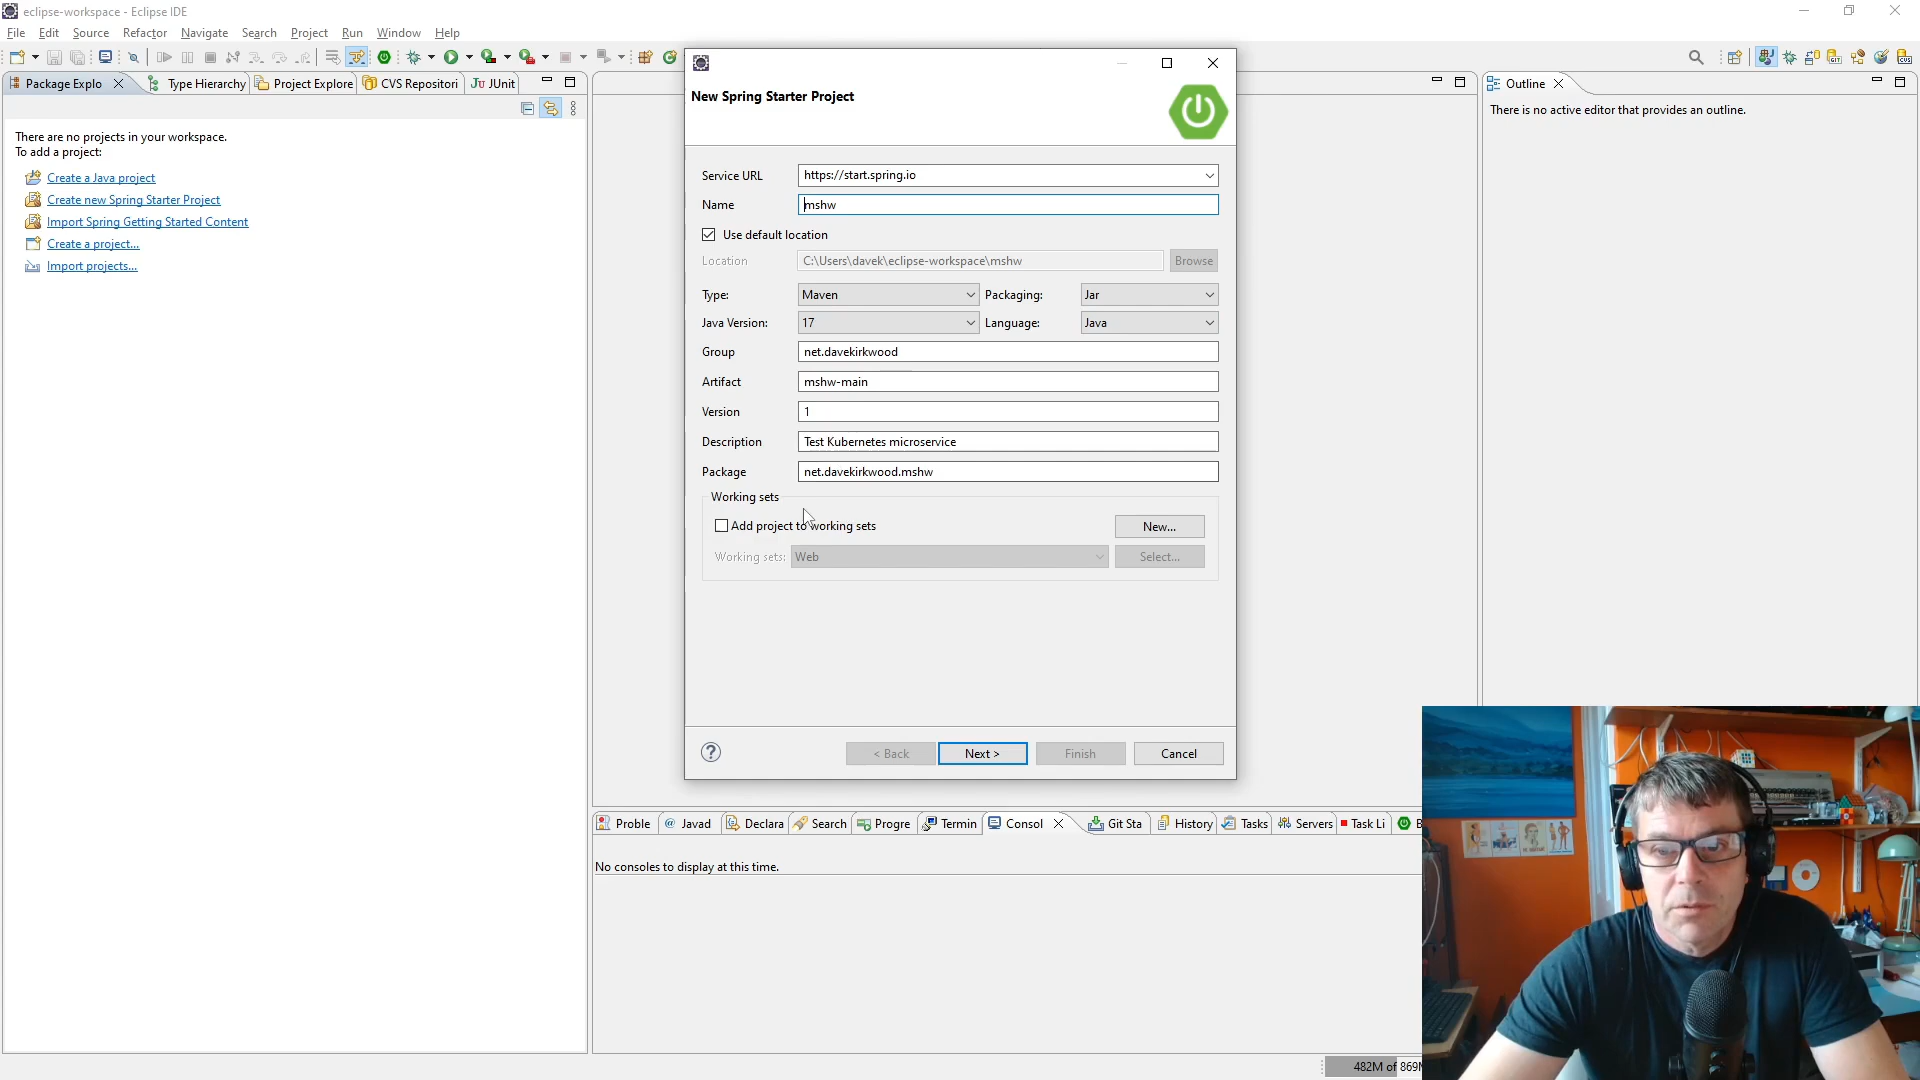 eclipse-workspace - Eclipse IDE
File Edit Source Refactor Navigate Search Project Run Window Help
Package Explo Type Hierarchy Project Explore CVS Repositori JUnit
There are no projects in your workspace.
To add a project:
Create a Java project
Create new Spring Starter Project
Import Spring Getting Started Content
Create a project...
Import projects...
New Spring Starter Project
Service URL https://start.spring.io
Name mshw
Use default location
Location C:\Users\davek\eclipse-workspace\mshw Browse
Type: Maven Packaging: Jar
Java Version: 17 Language: Java
Group net.davekirkwood
Artifact mshw-main
Version 1
Description Test Kubernetes microservice
Package net.davekirkwood.mshw
Working sets
Add project to working sets New...
Working sets: Web Select...
< Back Next > Finish Cancel
Outline
There is no active editor that provides an outline.
Proble Javad Declara Search Progre Termin Consol Git Sta History Tasks Servers Task Li B
No consoles to display at this time.
482M of 869M